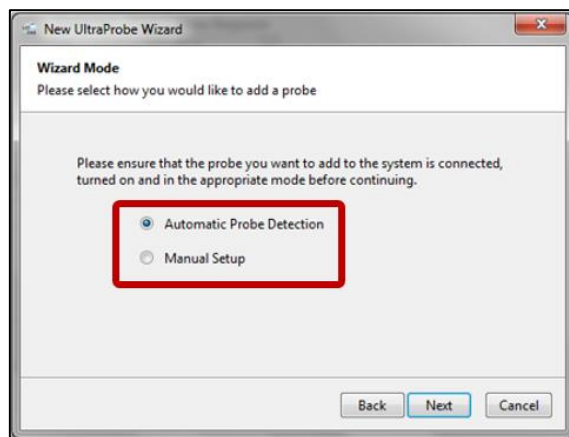 New UltraProbe Wizard
Wizard Mode
Please select how you would like to add a probe
Please ensure that the probe you want to add to the system is connected,
turned on and in the appropriate mode before continuing.
Automatic Probe Detection
Manual Setup
Back Next Cancel